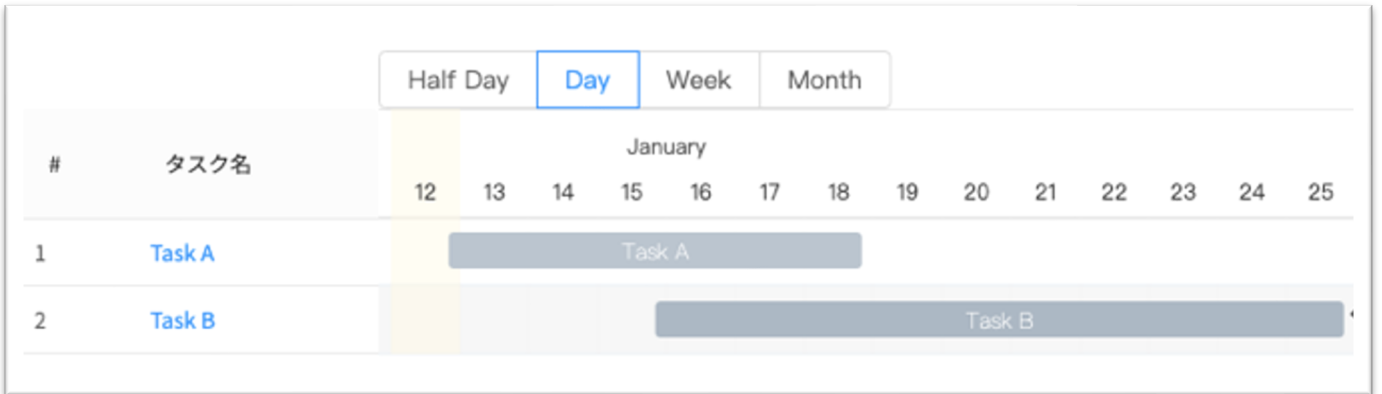 Half Day Day Week Month
# タスク名 January
12 13 14 15 16 17 18 19 20 21 22 23 24 25
1 Task A Task A
2 Task B Task B